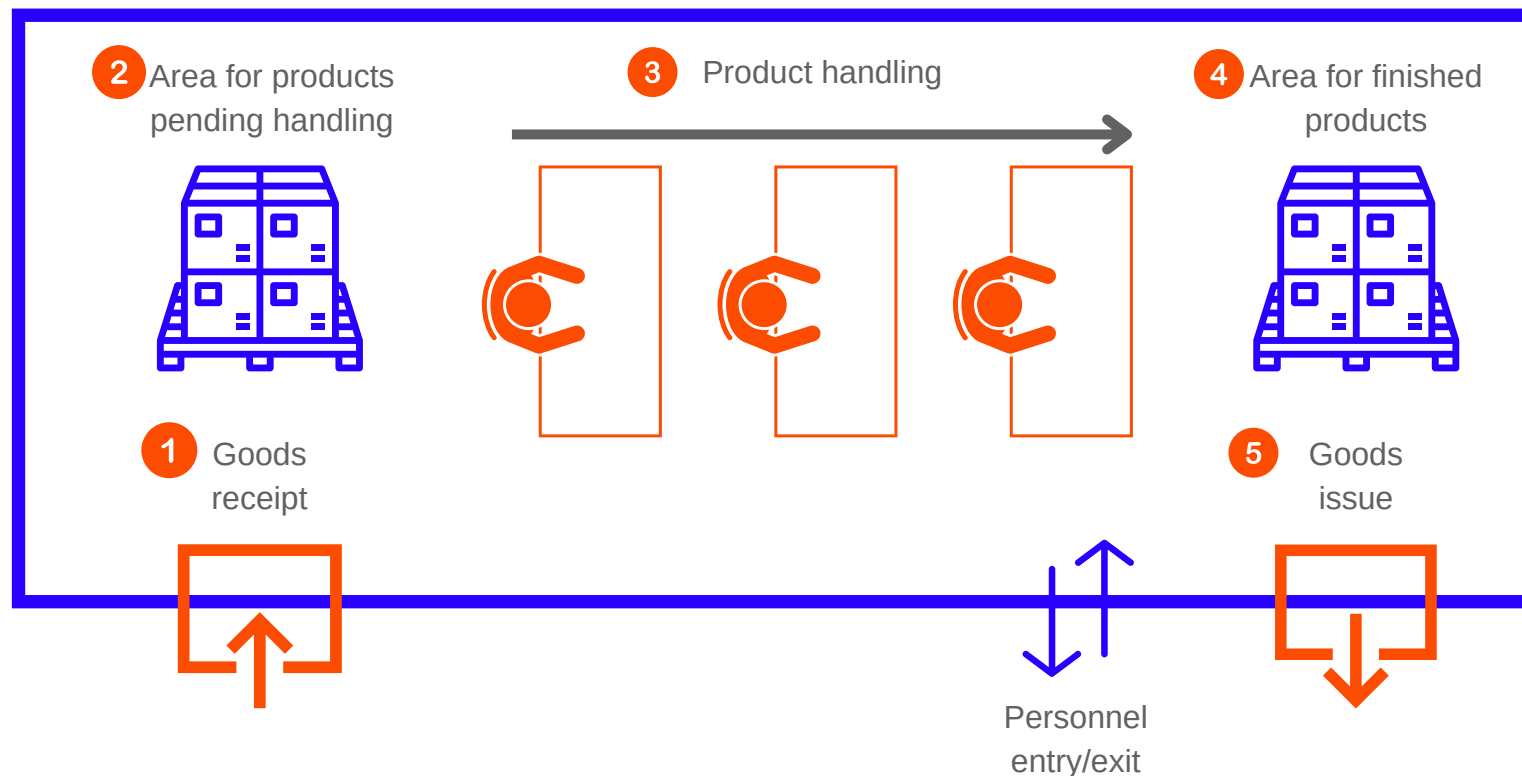 2
Area for products
pending handling
3
Product handling
4
Area for finished
products
1
Goods
receipt
5
Goods
issue
Personnel
entry/exit